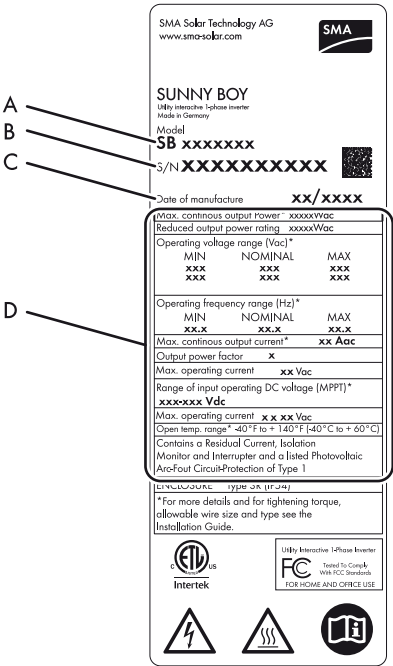 SMA Solar Technology AG
www.sma-solar.com
SMA
SUNNY BOY
Utility interacitve 1-phase inverter
Made in Germany
Model
A
SB xxxxxxx
B
S/N xxxxxxxxxx
C
Date of manufacture xx/xxxx
Max. continous output Power* xxxxxWac
Reduced output power rating xxxxxWac
Operating voltage range (Vac)*
MIN NOMINAL MAX
xxx xxx xxx
xxx xxx xxx
D
Operating frequency range (Hz)*
MIN NOMINAL MAX
xx.x xx.x xx.x
Max. continous output current* xx Aac
Output power factor x
Max. operating current xx Vac
Range of input operating DC voltage (MPPT)*
xxx-xxx Vdc
Max. operating current x x xx Vac
Open temp. range* -40°F to + 140°F (-40°C to + 60°C)
Contains a Residual Current, Isolation
Monitor and Interrupter and a listed Photovoltaic
Arc-Fout Circuit-Protection of Type 1
ENCLOSURE Type 3R (IP54)
*For more details and for tightening torque,
allowable wire size and type see the
Installation Guide.
C ETL US
Intertek
Utility Interactive 1-Phase Inverter
FC Tested To Comply
With FCC Standards
FOR HOME AND OFFICE USE